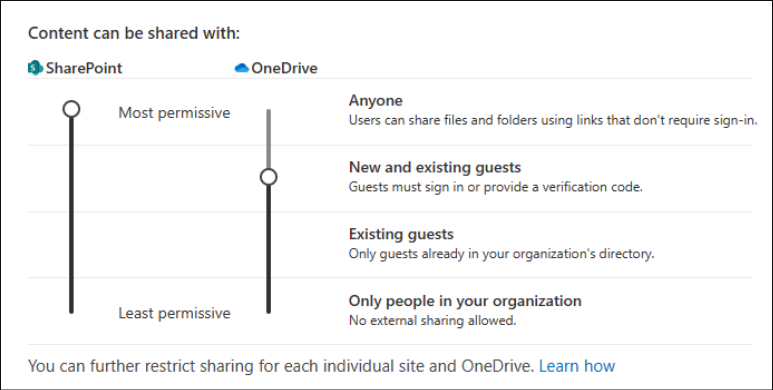 Content can be shared with:
SharePoint OneDrive
Most permissive
Anyone
Users can share files and folders using links that don't require sign-in.
New and existing guests
Guests must sign in or provide a verification code.
Existing guests
Only guests already in your organization's directory.
Least permissive
Only people in your organization
No external sharing allowed.
You can further restrict sharing for each individual site and OneDrive. Learn how